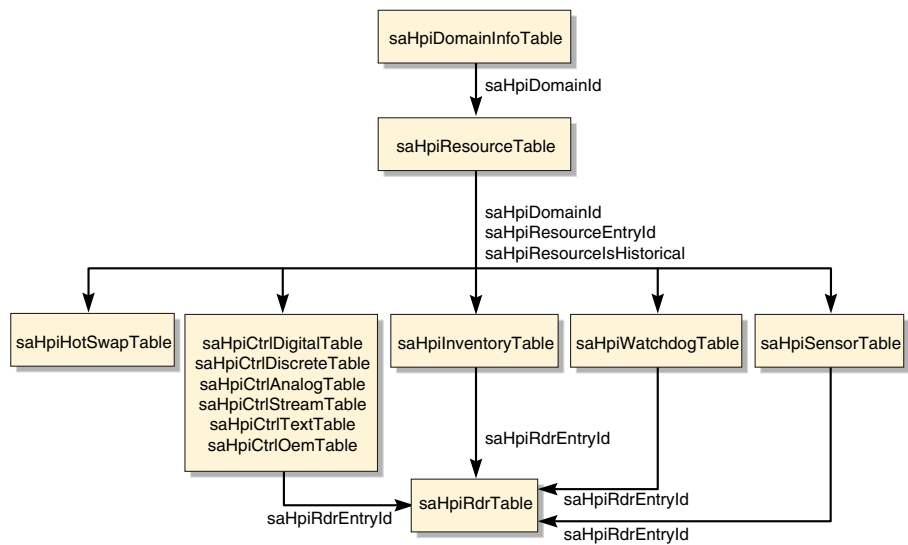 saHpiDomainInfoTable
saHpiDomainId
saHpiResourceTable
saHpiDomainId
saHpiResourceEntryId
saHpiResourceIsHistorical
saHpiHotSwapTable
saHpiCtrlDigitalTable
saHpiCtrlDiscreteTable
saHpiCtrlAnalogTable
saHpiCtrlStreamTable
saHpiCtrlTextTable
saHpiCtrlOemTable
saHpiInventoryTable
saHpiWatchdogTable
saHpiSensorTable
saHpiRdrEntryId
saHpiRdrEntryId
saHpiRdrTable
saHpiRdrEntryId
saHpiRdrEntryId